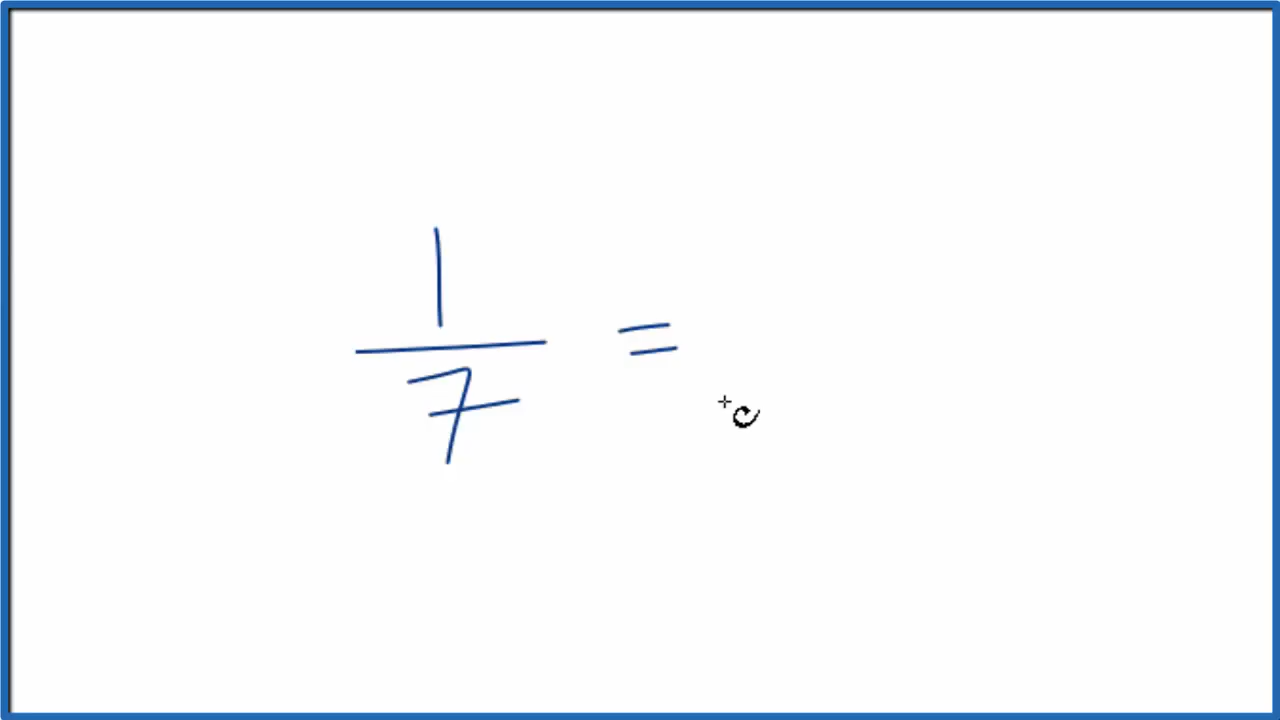 1/7 =